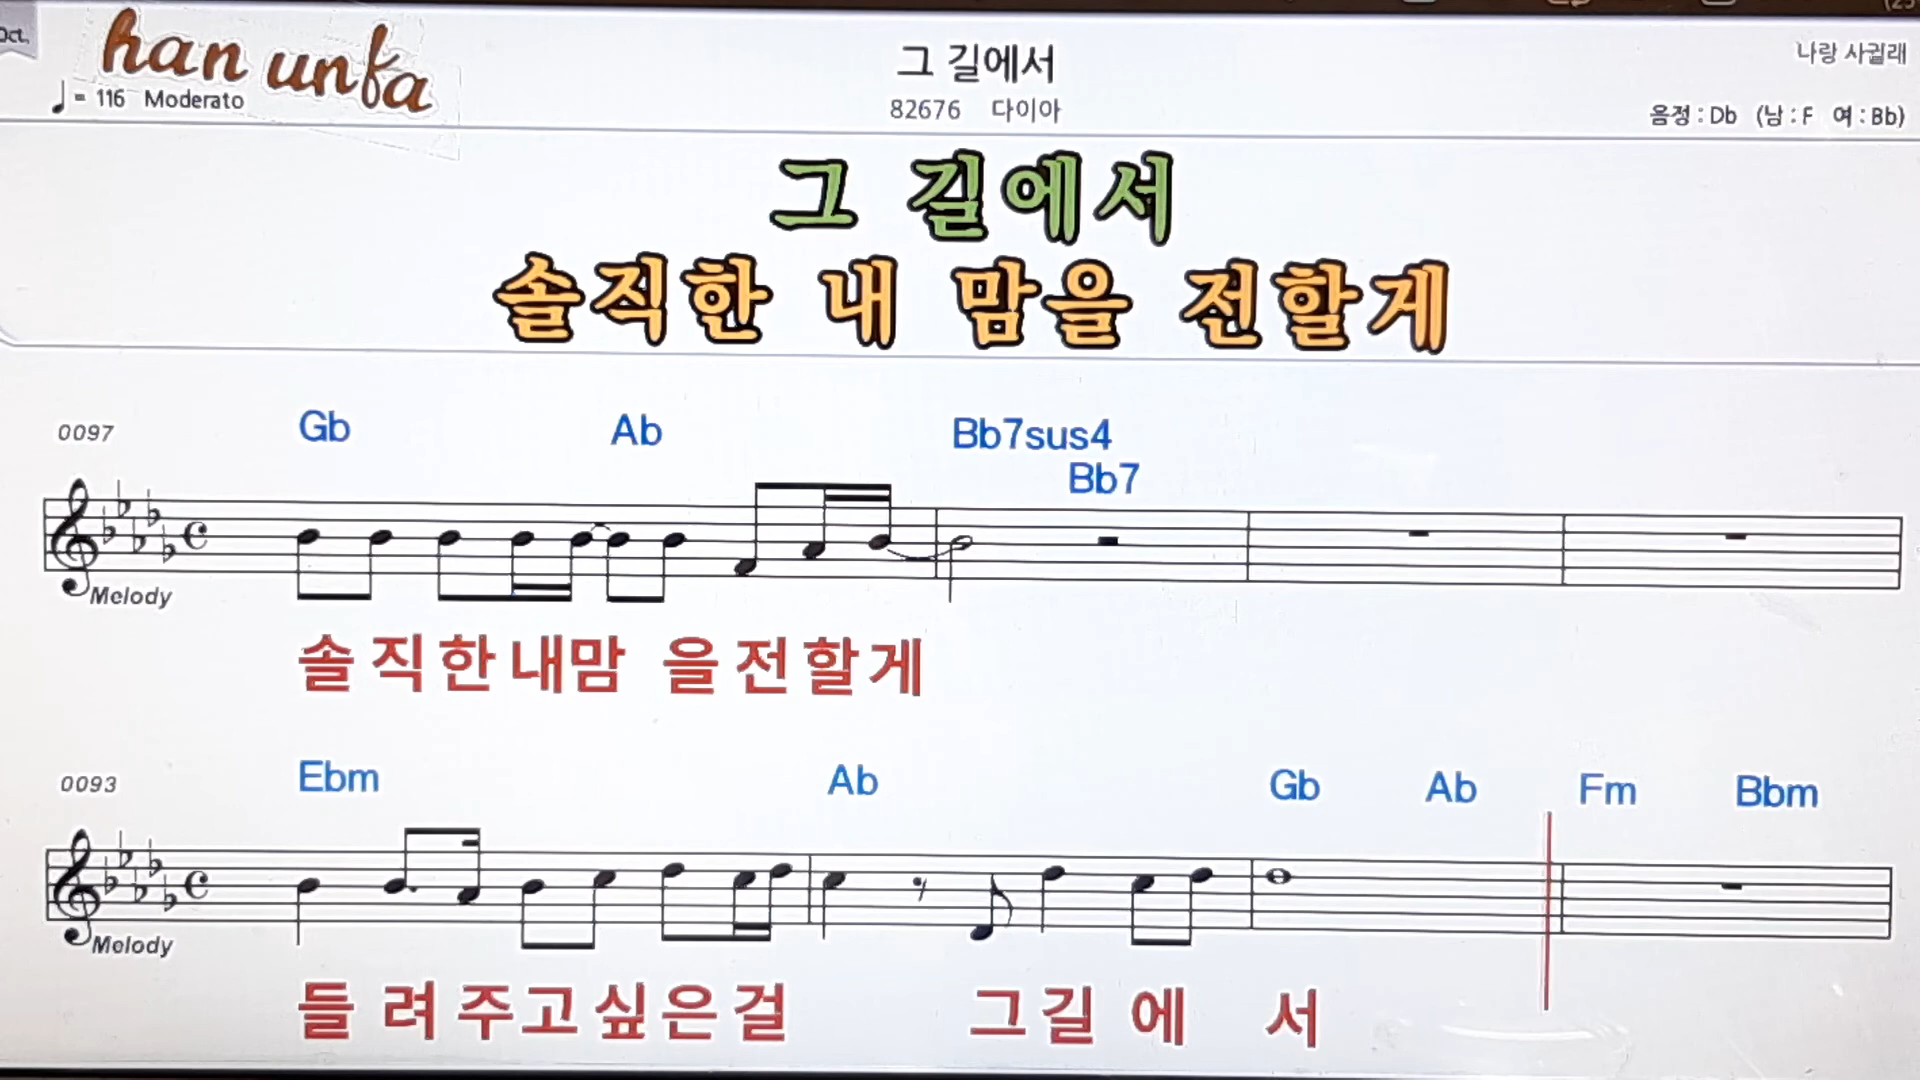 Oct.
han unfa
♩= 116 Moderato
그 길에서
82676 다이아
나랑 사귈래
음정 : Db (남 : F 여 : Bb)
그 길에서
솔직한 내 맘을 전할게
0097
Gb Ab Bb7sus4
Bb7
Melody
솔직한내맘 을전할게
0093
Ebm Ab Gb Ab Fm Bbm
Melody
들려주고싶은걸 그길에 서